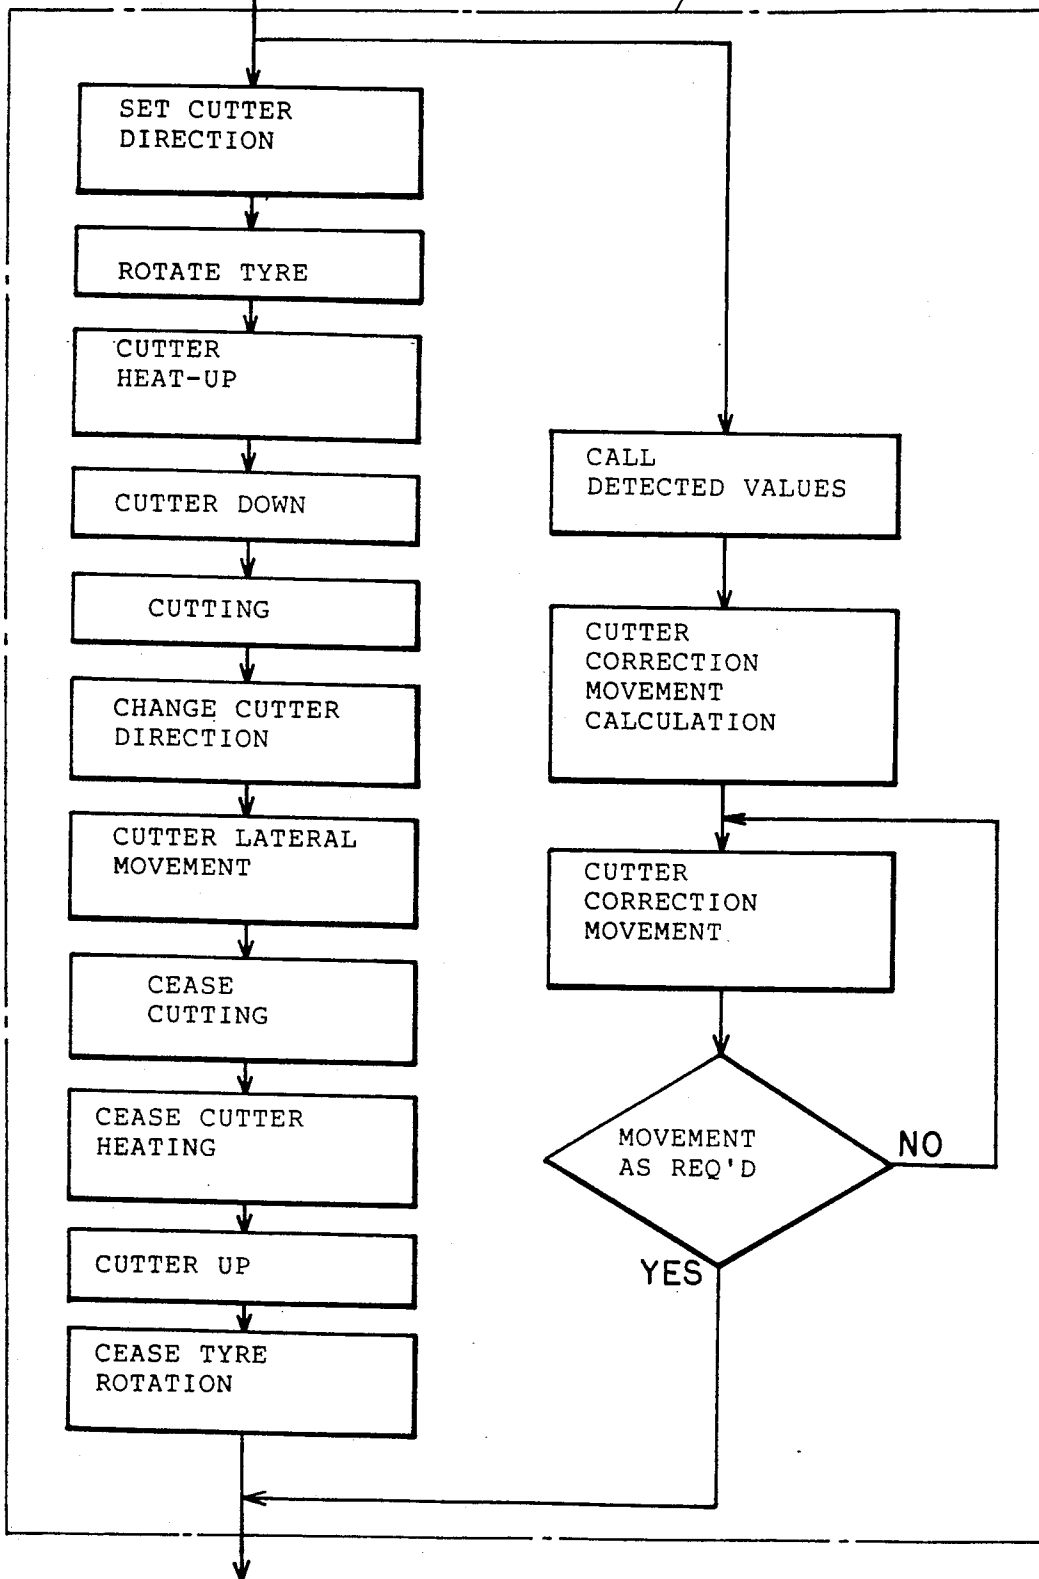 SET CUTTER
DIRECTION
ROTATE TYRE
CUTTER
HEAT-UP
CUTTER DOWN
CUTTING
CHANGE CUTTER
DIRECTION
CUTTER LATERAL
MOVEMENT
CEASE
CUTTING
CEASE CUTTER
HEATING
CUTTER UP
CEASE TYRE
ROTATION
CALL
DETECTED VALUES
CUTTER
CORRECTION
MOVEMENT
CALCULATION
CUTTER
CORRECTION
MOVEMENT
MOVEMENT
AS REQ'D
NO
YES